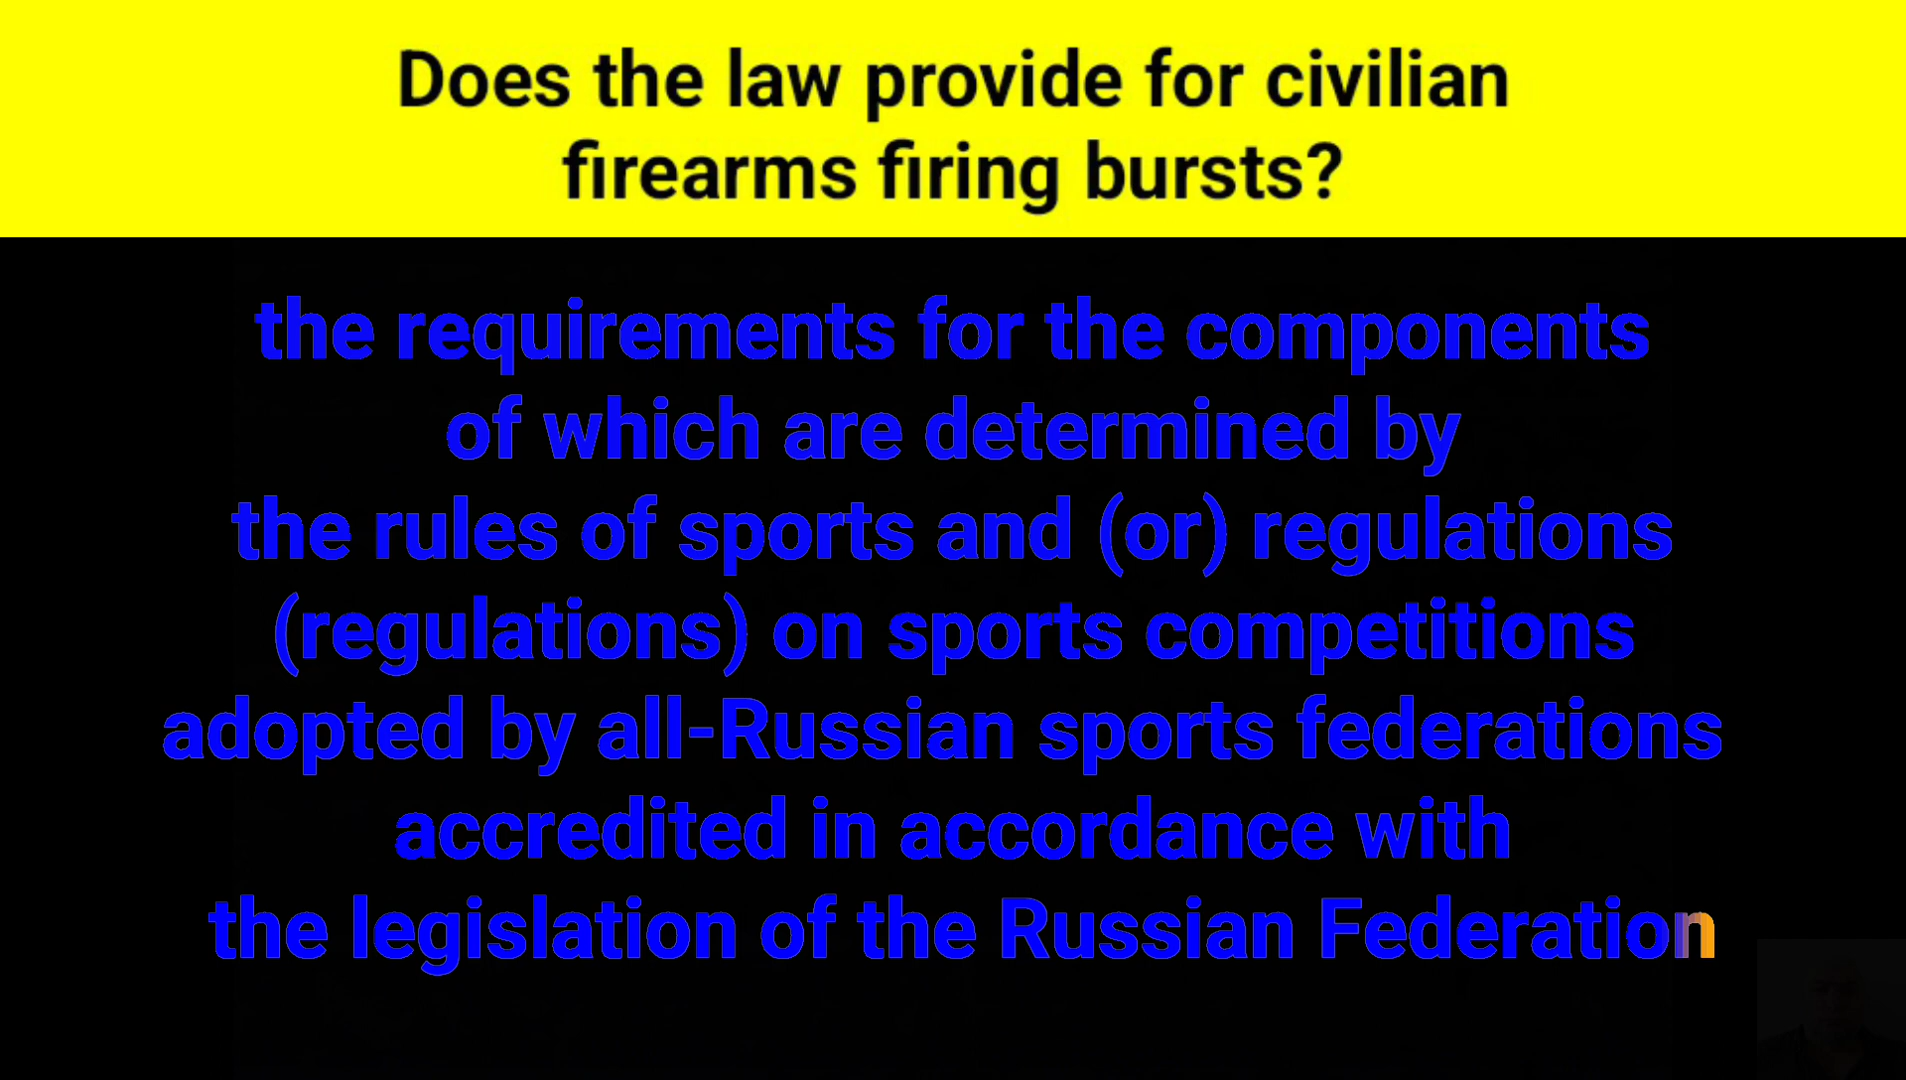 Does the law provide for civilian
firearms firing bursts?
the requirements for the components
of which are determined by
the rules of sports and (or) regulations
(regulations) on sports competitions
adopted by all-Russian sports federations
accredited in accordance with
the legislation of the Russian Federation